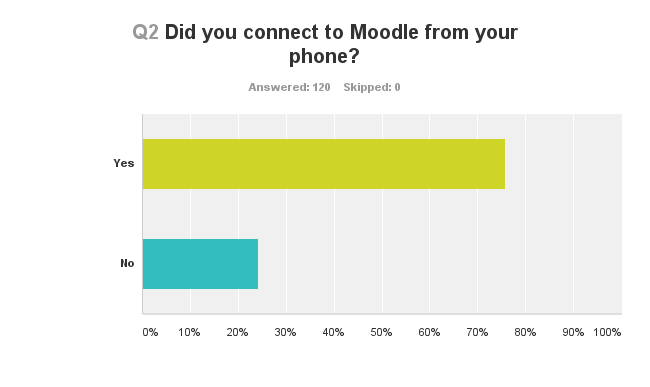 Q2 Did you connect to Moodle from your
phone?
Answered: 120 Skipped: 0
Yes
No
0% 10% 20% 30% 40% 50% 60% 70% 80% 90% 100%